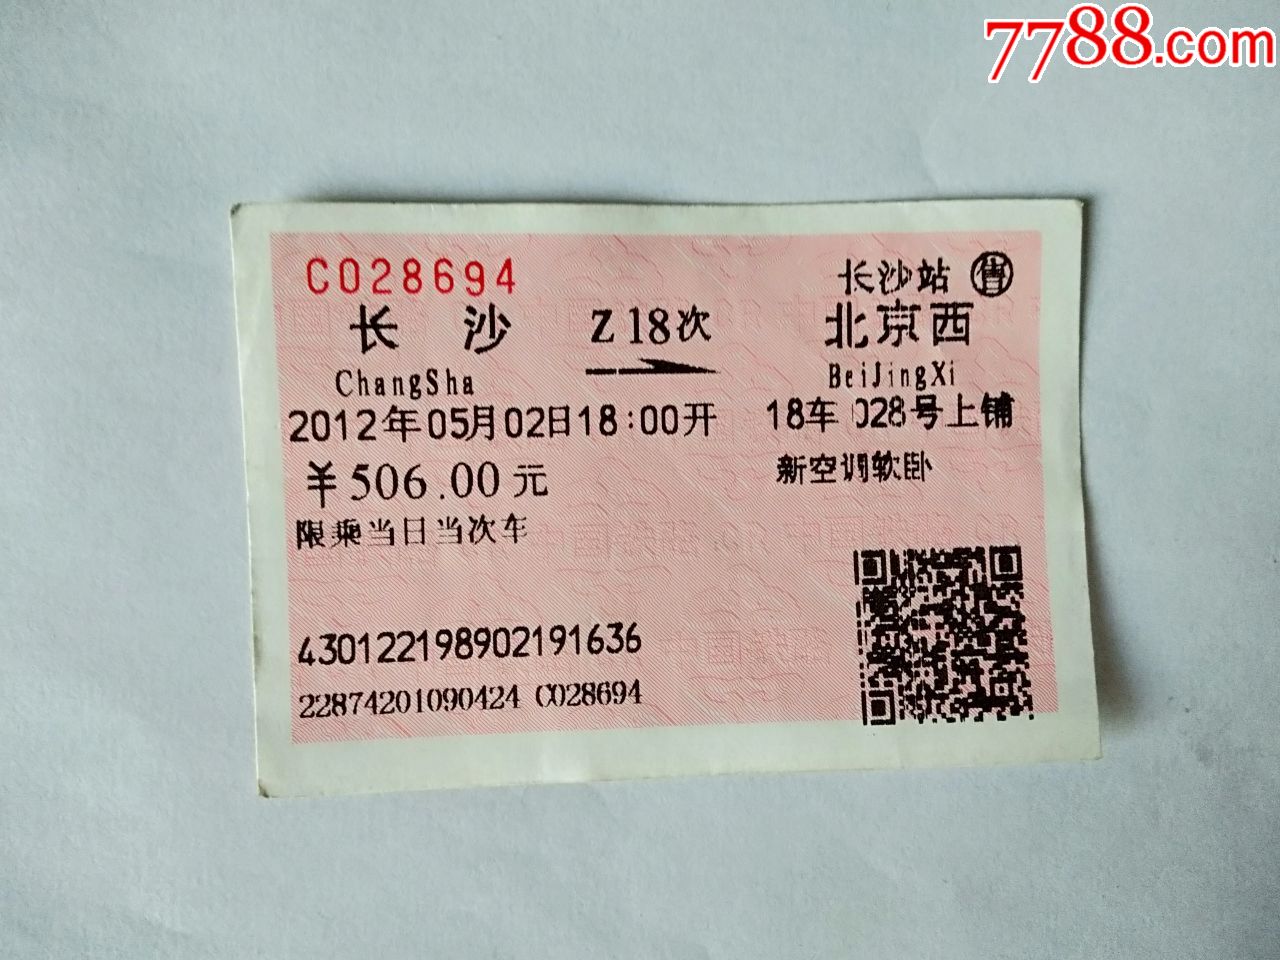 7788.com
C028694
长沙站 售
长沙 Z18次 北京西
ChangSha BeiJingXi
2012年05月02日18:00开 18车 028号上铺
￥506.00元 新空调软卧
限乘当日当次车
430122198902191636
22874201090424 C028694